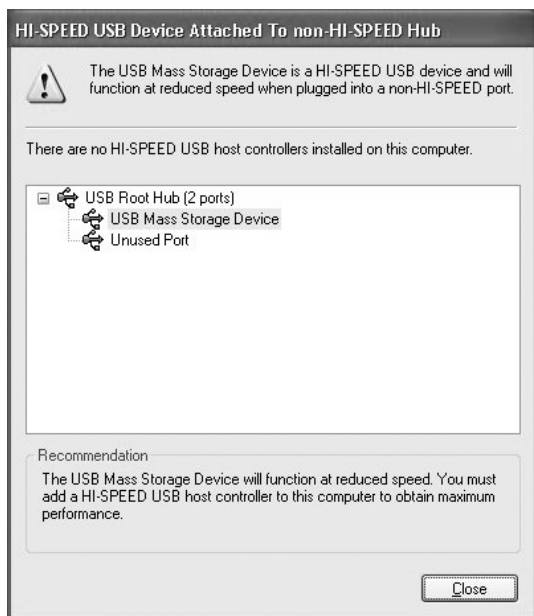 HI-SPEED USB Device Attached To non-HI-SPEED Hub
The USB Mass Storage Device is a HI-SPEED USB device and will
function at reduced speed when plugged into a non-HI-SPEED port.
There are no HI-SPEED USB host controllers installed on this computer.
USB Root Hub (2 ports)
USB Mass Storage Device
Unused Port
Recommendation
The USB Mass Storage Device will function at reduced speed. You must
add a HI-SPEED USB host controller to this computer to obtain maximum
performance.
Close